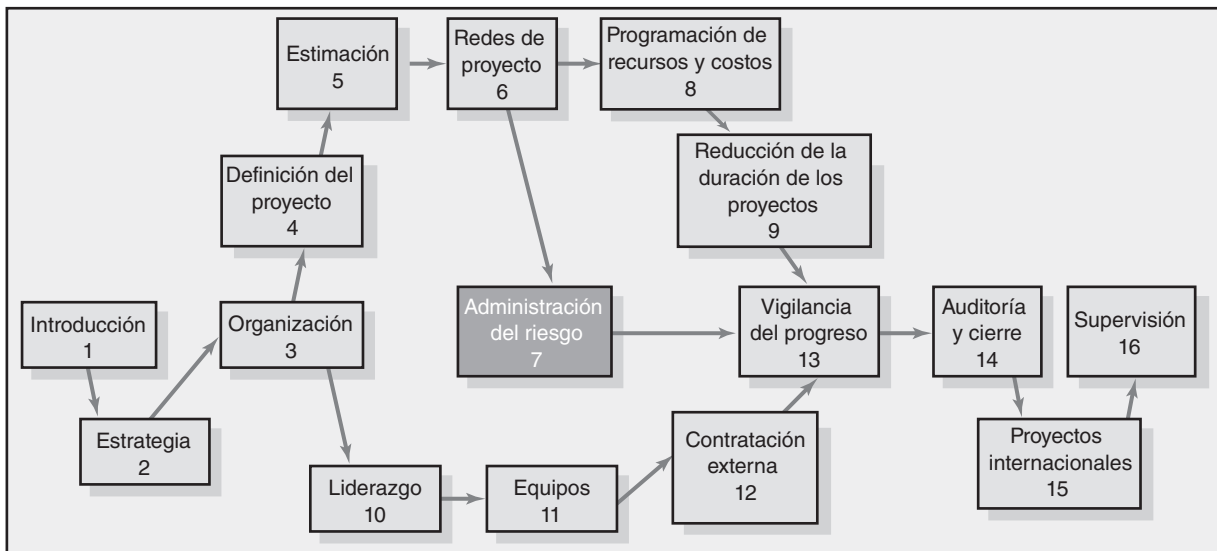 Estimación
5
Redes de
proyecto
6
Programación de
recursos y costos
8
Definición del
proyecto
4
Reducción de la
duración de los
proyectos
9
Introducción
1
Organización
3
Administración
del riesgo
7
Vigilancia
del progreso
13
Auditoría
y cierre
14
Supervisión
16
Estrategia
2
Liderazgo
10
Equipos
11
Contratación
externa
12
Proyectos
internacionales
15